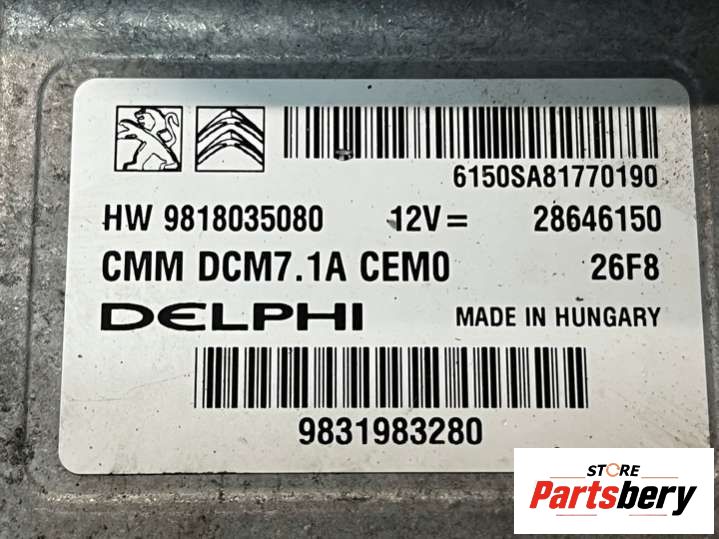 6150SA81770190
HW 9818035080 12V= 28646150
CMM DCM7.1A CEM0 26F8
DELPHI MADE IN HUNGARY
9831983280
STORE
Partsbery